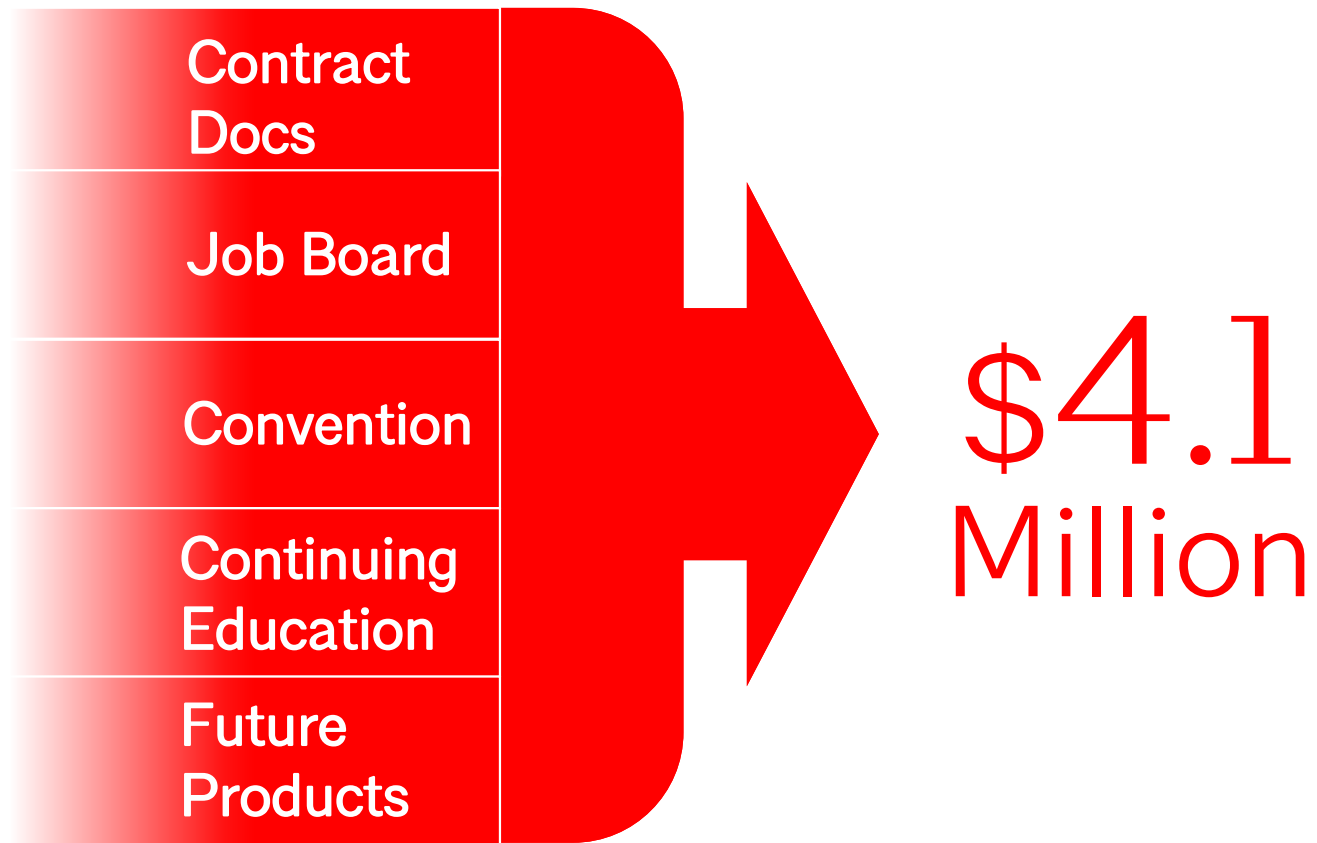 Contract
Docs
Job Board
Convention
Continuing
Education
Future
Products
$4.1
Million